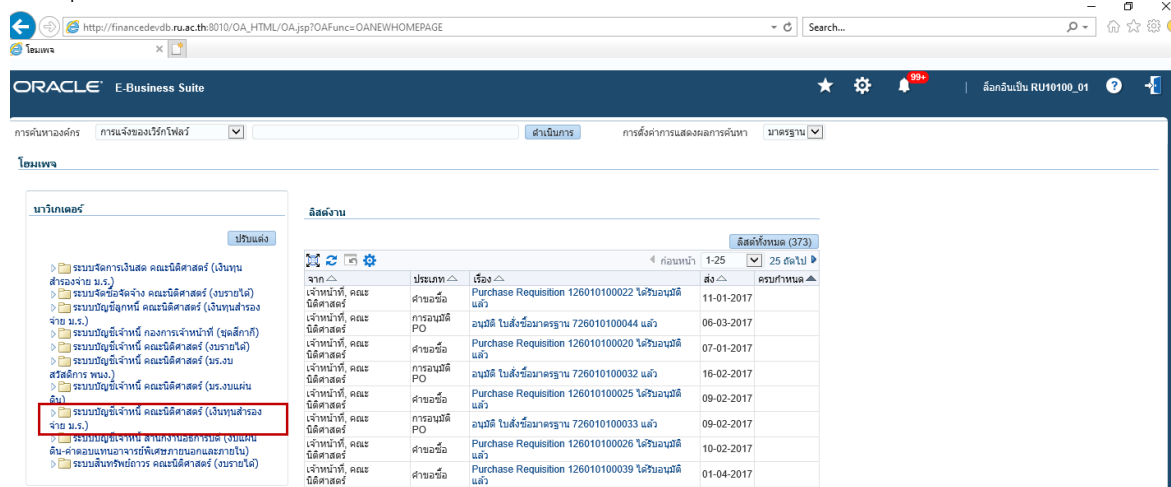 http://financedevdb.ru.ac.th:8010/OA_HTML/OA.jsp?OAFunc=OANEWHOMEPAGE
Search...
โฮมเพจ
ORACLE E-Business Suite
99+
ล็อกอินเป็น RU10100_01
การค้นหาองค์กร การแจ้งของเวิร์กโฟลว์ ดำเนินการ การตั้งค่าการแสดงผลการค้นหา มาตรฐาน
โฮมเพจ
นาวิเกเตอร์
ปรับแต่ง
ระบบจัดการเงินสด คณะนิติศาสตร์ (เงินทุน
สำรองจ่าย ม.ร.)
ระบบจัดซื้อจัดจ้าง คณะนิติศาสตร์ (งบรายได้)
ระบบบัญชีลูกหนี้ คณะนิติศาสตร์ (เงินทุนสำรอง
จ่าย ม.ร.)
ระบบบัญชีเจ้าหนี้ กองการเจ้าหน้าที่ (ชุดฎีกา)
ระบบบัญชีเจ้าหนี้ คณะนิติศาสตร์ (งบรายได้)
ระบบบัญชีเจ้าหนี้ คณะนิติศาสตร์ (มร.งบ
สวัสดิการ พนง.)
ระบบบัญชีเจ้าหนี้ คณะนิติศาสตร์ (มร.งบแผ่น
ดิน)
ระบบบัญชีเจ้าหนี้ คณะนิติศาสตร์ (เงินทุนสำรอง
จ่าย ม.ร.)
ระบบบัญชีเจ้าหนี้ สำนักงานอธิการบดี (งบแผ่น
ดิน-ค่าตอบแทนอาจารย์พิเศษภายนอกและภายใน)
ระบบสินทรัพย์ถาวร คณะนิติศาสตร์ (งบรายได้)
ลิสต์งาน
ลิสต์ทั้งหมด (373)
ก่อนหน้า 1-25 25 ถัดไป
จาก ประเภท เรื่อง ส่ง ครบกำหนด
เจ้าหน้าที่, คณะ
นิติศาสตร์ คำขอซื้อ Purchase Requisition 126010100022 ได้รับอนุมัติ
แล้ว 11-01-2017
เจ้าหน้าที่, คณะ
นิติศาสตร์ การอนุมัติ
PO อนุมัติ ใบสั่งซื้อมาตรฐาน 726010100044 แล้ว 06-03-2017
เจ้าหน้าที่, คณะ
นิติศาสตร์ คำขอซื้อ Purchase Requisition 126010100020 ได้รับอนุมัติ
แล้ว 07-01-2017
เจ้าหน้าที่, คณะ
นิติศาสตร์ การอนุมัติ
PO อนุมัติ ใบสั่งซื้อมาตรฐาน 726010100032 แล้ว 16-02-2017
เจ้าหน้าที่, คณะ
นิติศาสตร์ คำขอซื้อ Purchase Requisition 126010100025 ได้รับอนุมัติ
แล้ว 09-02-2017
เจ้าหน้าที่, คณะ
นิติศาสตร์ การอนุมัติ
PO อนุมัติ ใบสั่งซื้อมาตรฐาน 726010100033 แล้ว 09-02-2017
เจ้าหน้าที่, คณะ
นิติศาสตร์ คำขอซื้อ Purchase Requisition 126010100026 ได้รับอนุมัติ
แล้ว 10-02-2017
เจ้าหน้าที่, คณะ
นิติศาสตร์ คำขอซื้อ Purchase Requisition 126010100039 ได้รับอนุมัติ
แล้ว 01-04-2017